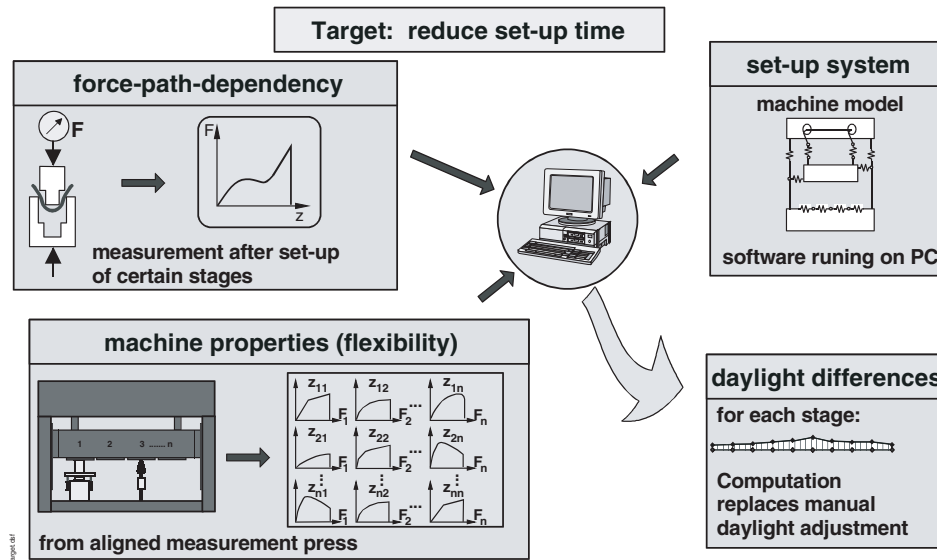 Target: reduce set-up time
force-path-dependency
F
F
z
measurement after set-up
of certain stages
set-up system
machine model
software runing on PC
machine properties (flexibility)
1 2 3 ....... n
z11 F1 z12 F2 ... z1n Fn
z21 F1 z22 F2 ... z2n Fn
⋮ ⋮ ⋮
zn1 F1 zn2 F2 ... znn Fn
from aligned measurement press
daylight differences
for each stage:
Computation
replaces manual
daylight adjustment